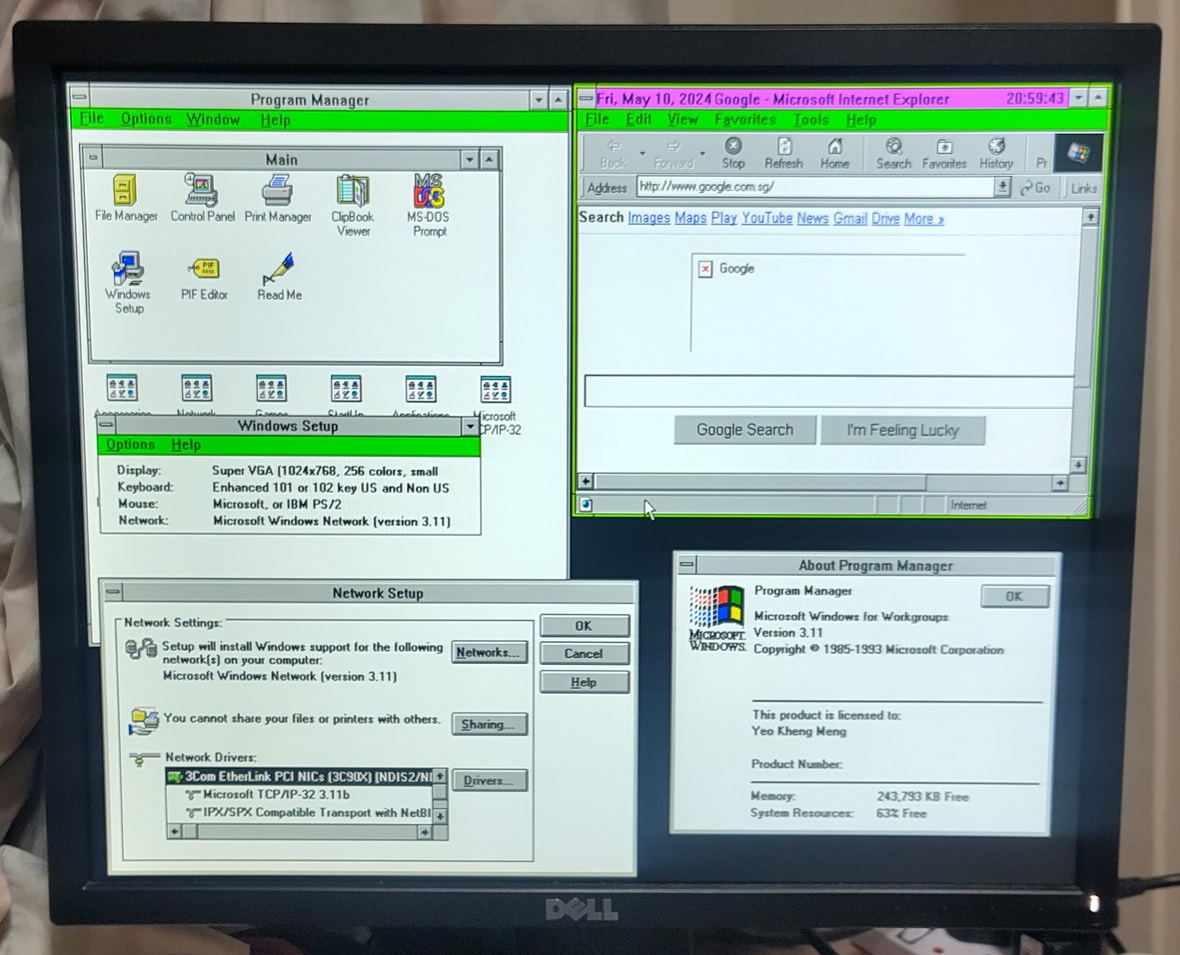 Program Manager
File Options Window Help
Main
File Manager
Control Panel
Print Manager
ClipBook
Viewer
MS-DOS
MS-DOS
Prompt
Windows
Setup
PIF
PIF Editor
Read Me
Accessories
Network
Games
StartUp
Applications
Microsoft
TCP/IP-32
Windows Setup
Options Help
Display: Super VGA (1024x768, 256 colors, small
Keyboard: Enhanced 101 or 102 key US and Non US
Mouse: Microsoft, or IBM PS/2
Network: Microsoft Windows Network (version 3.11)
Network Setup
Network Settings:
Setup will install Windows support for the following
network(s) on your computer:
Microsoft Windows Network (version 3.11)
Networks...
OK
Cancel
Help
You cannot share your files or printers with others.
Sharing...
Network Drivers:
3Com EtherLink PCI NICs (3C90X) (NDIS2/NI
Microsoft TCP/IP-32 3.11b
IPX/SPX Compatible Transport with NetBI
Drivers...
Fri, May 10, 2024 Google - Microsoft Internet Explorer 20:59:43
File Edit View Favorites Tools Help
Back Forward Stop Refresh Home Search Favorites History Pr
Address http://www.google.com.sg/ Go Links
Search Images Maps Play YouTube News Gmail Drive More »
Google
Google Search I'm Feeling Lucky
Internet
About Program Manager
MICROSOFT
WINDOWS.
Program Manager
OK
Microsoft Windows for Workgroups
Version 3.11
Copyright © 1985-1993 Microsoft Corporation
This product is licensed to:
Yeo Kheng Meng
Product Number:
Memory: 243,793 KB Free
System Resources: 63% Free
DELL